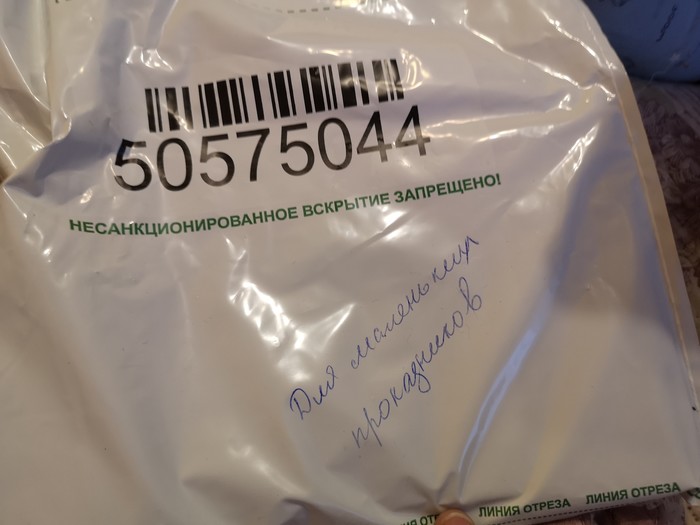 50575044
НЕСАНКЦИОНИРОВАННОЕ ВСКРЫТИЕ ЗАПРЕЩЕНО!
Для маленьких
проказников
ЛИНИЯ ОТРЕЗА ЛИНИЯ ОТРЕЗА